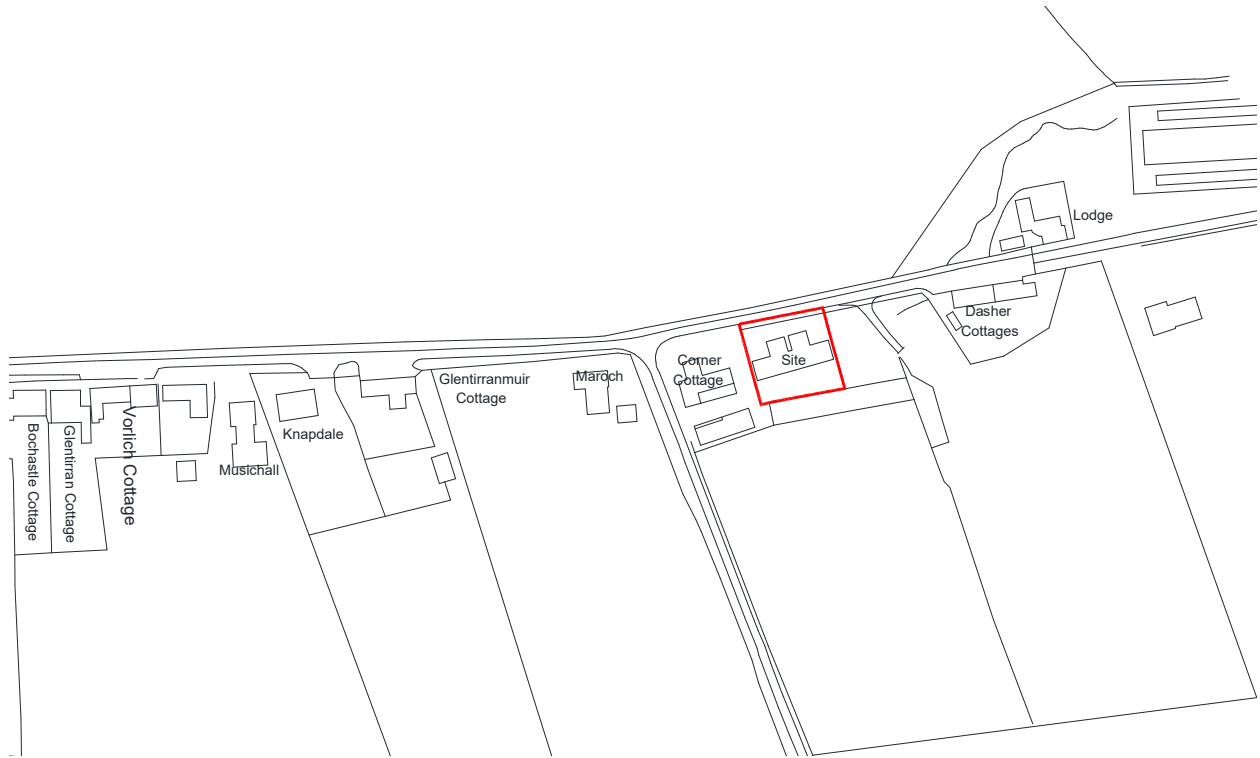 Lodge
Dasher
Cottages
Site
Corner
Cottage
Maroch
Glentirranmuir
Cottage
Knapdale
Musichall
Vorlich Cottage
Glentirran Cottage
Bochastle Cottage